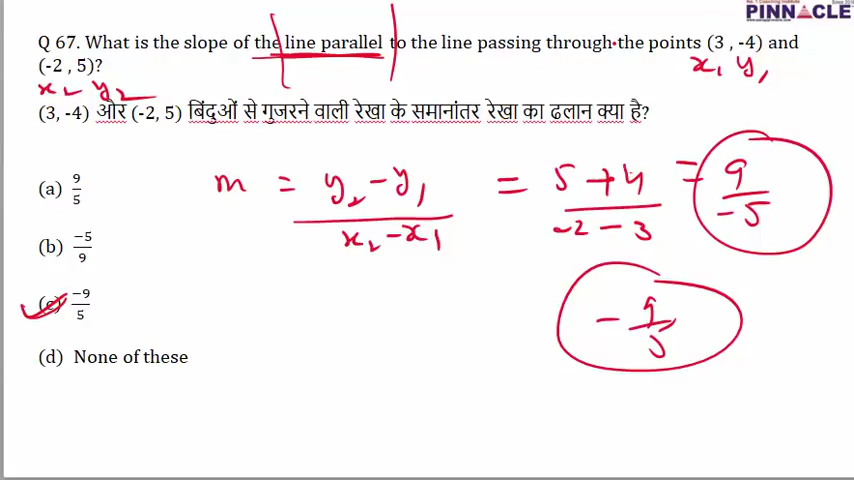 PINNACLE
Q 67. What is the slope of the line parallel to the line passing through the points (3 , -4) and
(-2 , 5)?
x₁ y₁
x₂ y₂
(3, -4) और (-2, 5) बिंदुओं से गुजरने वाली रेखा के समानांतर रेखा का ढलान क्या है?
(a) 9/5
m = y₂ - y₁ / x₂ - x₁ = 5 + 4 / -2 - 3 = 9 / -5
(b) -5/9
(c) -9/5
- 9/5
(d) None of these